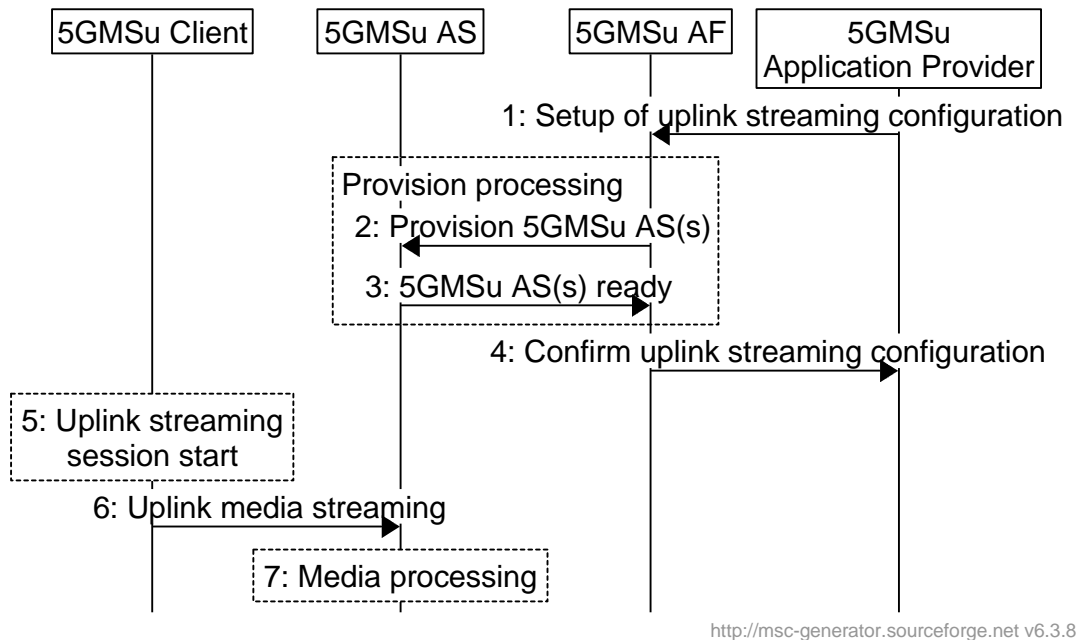 5GMSu Client
5GMSu AS
5GMSu AF
5GMSu
Application Provider
1: Setup of uplink streaming configuration
Provision processing
2: Provision 5GMSu AS(s)
3: 5GMSu AS(s) ready
4: Confirm uplink streaming configuration
5: Uplink streaming
session start
6: Uplink media streaming
7: Media processing
http://msc-generator.sourceforge.net v6.3.8